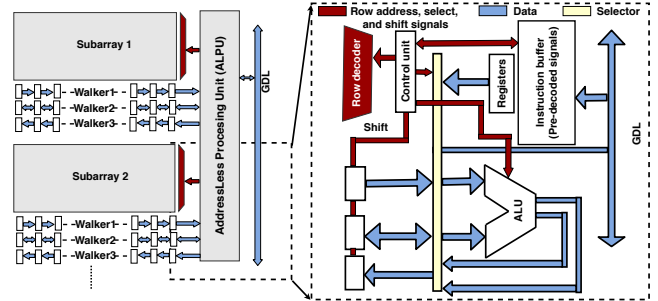 Subarray 1
-Walker1-
-Walker2-
-Walker3-
Subarray 2
-Walker1-
-Walker2-
-Walker3-
AddressLess Procesing Unit (ALPU)
GDL
Row address, select,
and shift signals
Data
Selector
Row decoder
Control unit
Registers
Instruction buffer
(Pre-decoded signals)
GDL
Shift
ALU